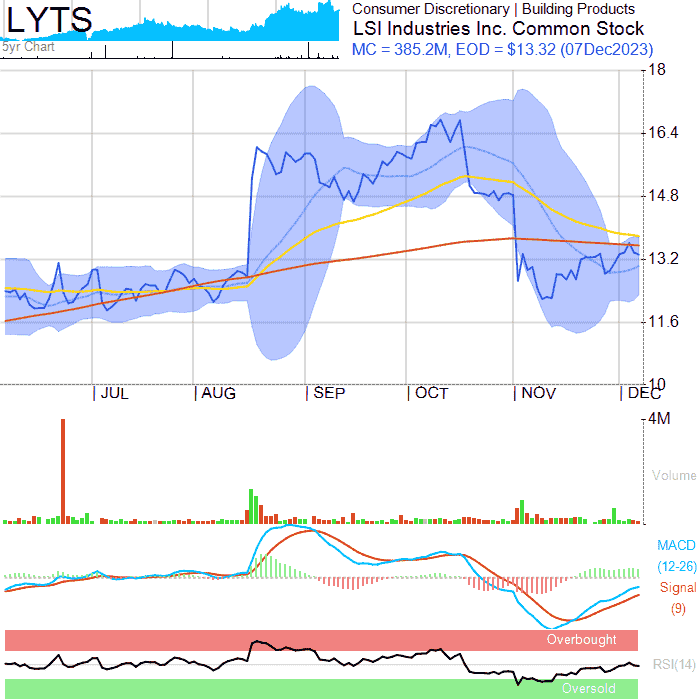 LYTS
5yr Chart
Consumer Discretionary | Building Products
LSI Industries Inc. Common Stock
MC = 385.2M, EOD = $13.32 (07Dec2023)
18
16.4
14.8
13.2
11.6
10
JUL
AUG
SEP
OCT
NOV
DEC
4M
Volume
MACD
(12-26)
Signal
(9)
Overbought
RSI(14)
Oversold